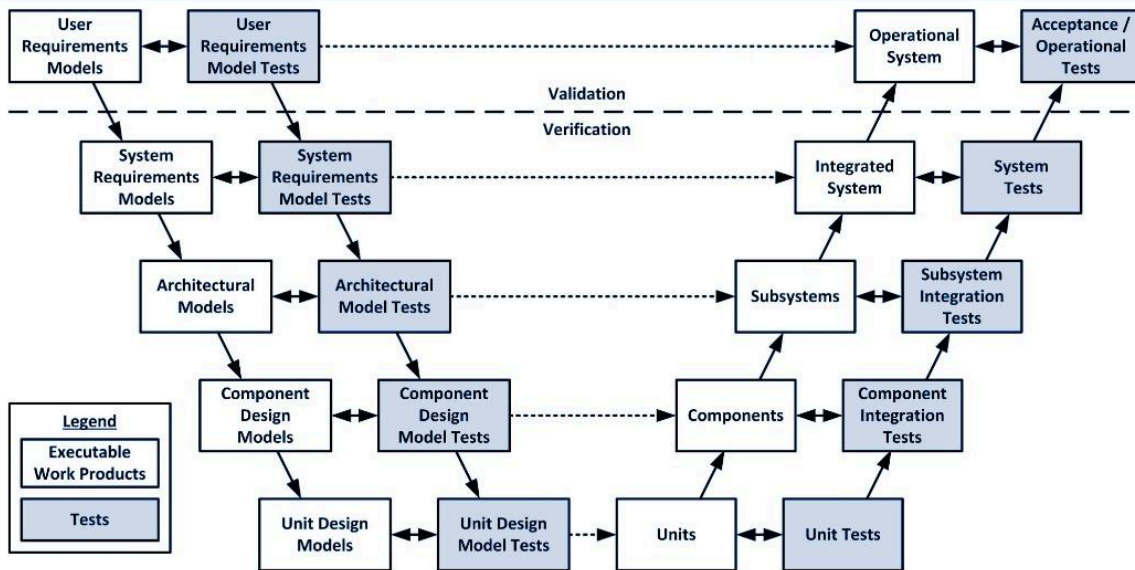 User
Requirements
Models
User
Requirements
Model Tests
Operational
System
Acceptance /
Operational
Tests
Validation
Verification
System
Requirements
Models
System
Requirements
Model Tests
Integrated
System
System
Tests
Architectural
Models
Architectural
Model Tests
Subsystems
Subsystem
Integration
Tests
Component
Design
Models
Component
Design
Model Tests
Components
Component
Integration
Tests
Legend
Executable
Work Products
Tests
Unit Design
Models
Unit Design
Model Tests
Units
Unit Tests